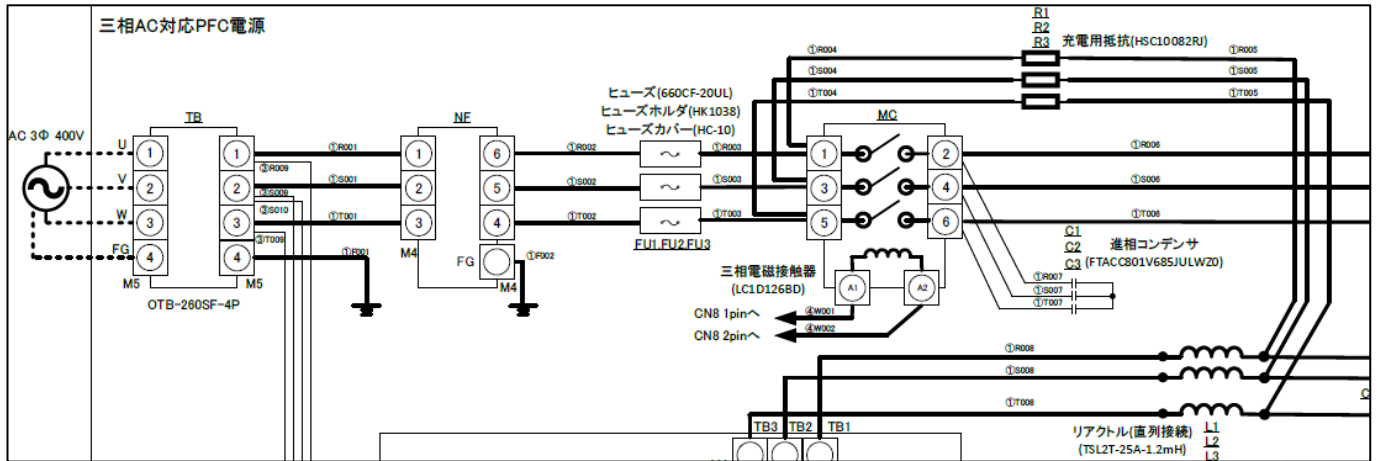 三相AC対応PFC電源
R1
R2
R3
充電用抵抗(HSC10082RJ)
①R004
①R005
①S004
①S005
①T004
①T005
ヒューズ(660CF-20UL)
ヒューズホルダ(HK1038)
ヒューズカバー(HC-10)
AC 3Φ 400V
TB
NF
MC
U
1
1
①R001
1
6
①R002
①R003
1
2
①R006
③R009
V
2
2
①S001
2
5
①S002
①S003
3
4
①S006
③S009
③S010
W
3
3
①T001
3
4
①T002
①T003
5
6
①T006
③T009
FG
4
4
①F001
M4
FG
①F002
M4
FU1,FU2,FU3
M5
M5
OTB-260SF-4P
三相電磁接触器
(LC1D126BD)
A1
A2
C1
C2
C3
進相コンデンサ
(FTACC801V685JULWZ0)
①R007
①S007
①T007
CN8 1pinへ
④W001
CN8 2pinへ
④W002
①R008
①S008
①T008
TB3
TB2
TB1
リアクトル(直列接続)
(TSL2T-25A-1.2mH)
L1
L2
L3
C